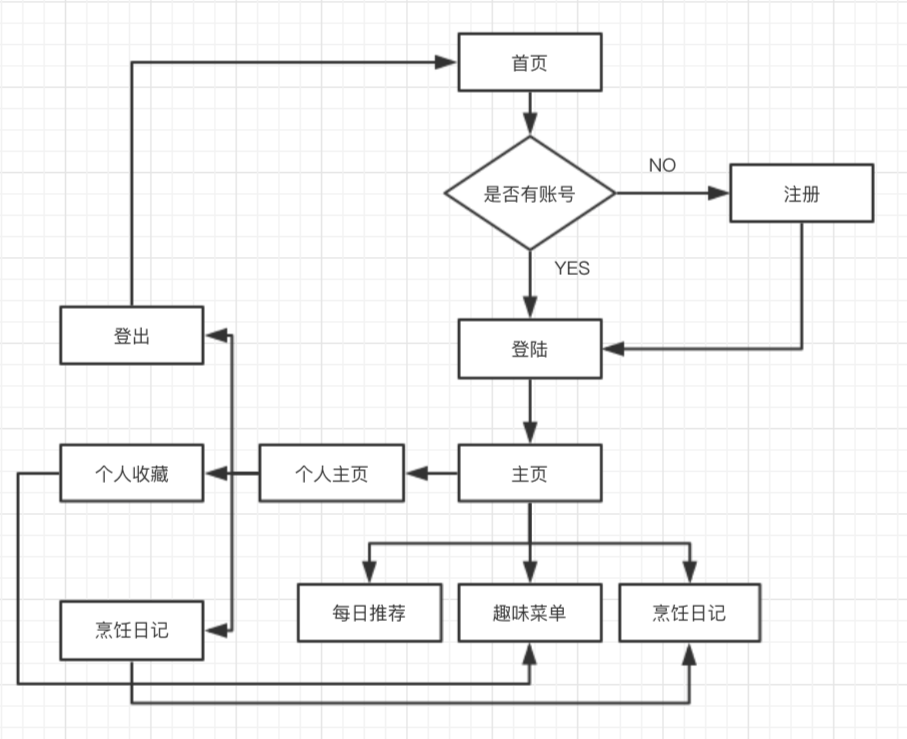 首页
是否有账号
NO
注册
YES
登出
登陆
个人收藏
个人主页
主页
每日推荐
趣味菜单
烹饪日记
烹饪日记